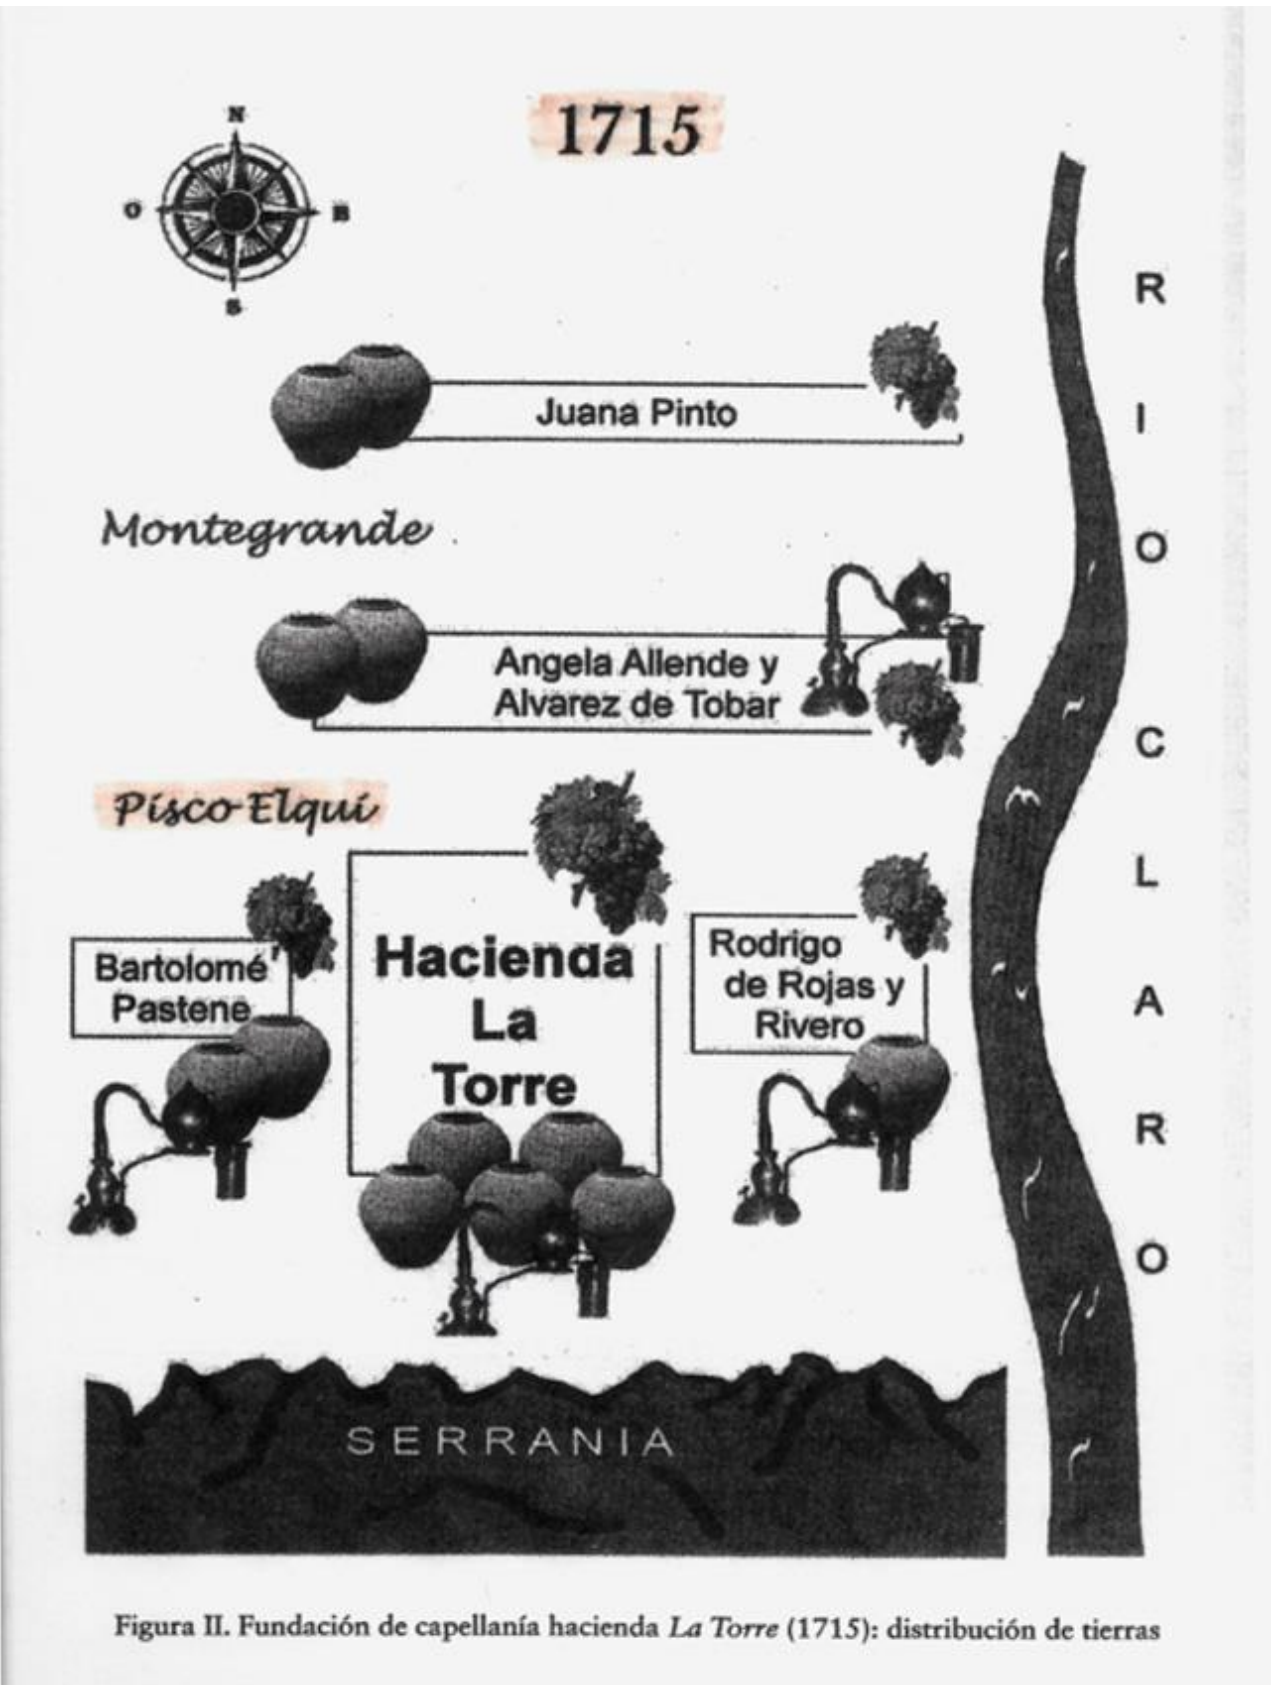 1715
N
O
E
S
Juana Pinto
Montegrande
Angela Allende y
Alvarez de Tobar
Pisco Elqui
Bartolomé
Pastene
Hacienda
La
Torre
Rodrigo
de Rojas y
Rivero
RIO CLARO
SERRANIA
Figura II. Fundación de capellanía hacienda La Torre (1715): distribución de tierras